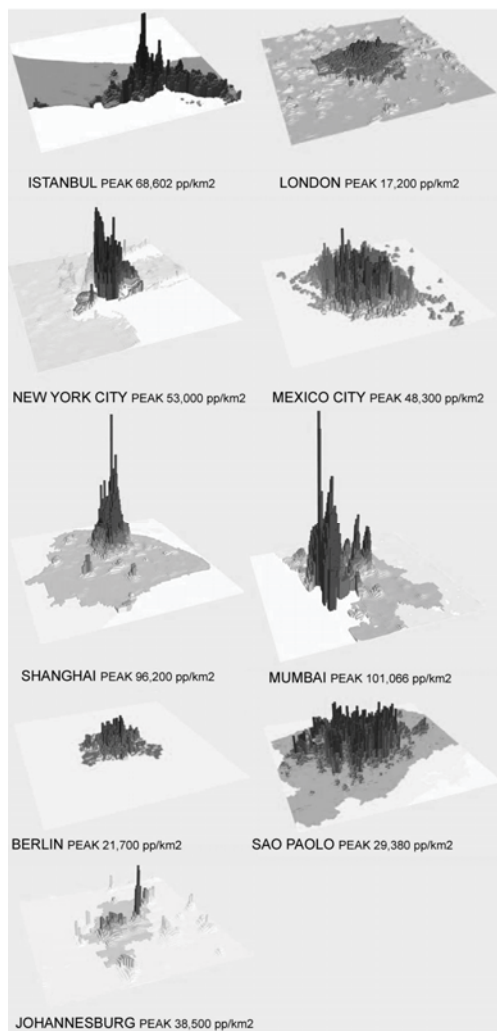 ISTANBUL PEAK 68,602 pp/km2
LONDON PEAK 17,200 pp/km2
NEW YORK CITY PEAK 53,000 pp/km2
MEXICO CITY PEAK 48,300 pp/km2
SHANGHAI PEAK 96,200 pp/km2
MUMBAI PEAK 101,066 pp/km2
BERLIN PEAK 21,700 pp/km2
SAO PAOLO PEAK 29,380 pp/km2
JOHANNESBURG PEAK 38,500 pp/km2